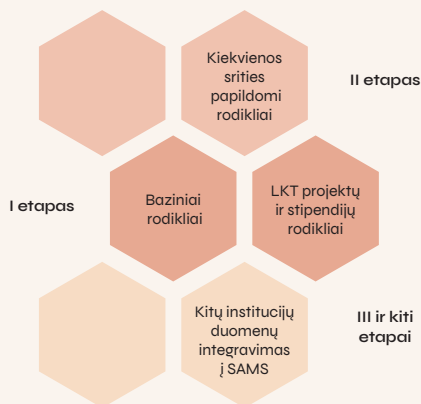 Kiekvienos
srities
papildomi
rodikliai
II etapas
I etapas
Baziniai
rodikliai
LKT projektų
ir stipendijų
rodikliai
Kitų institucijų
duomenų
integravimas
į SAMS
III ir kiti
etapai